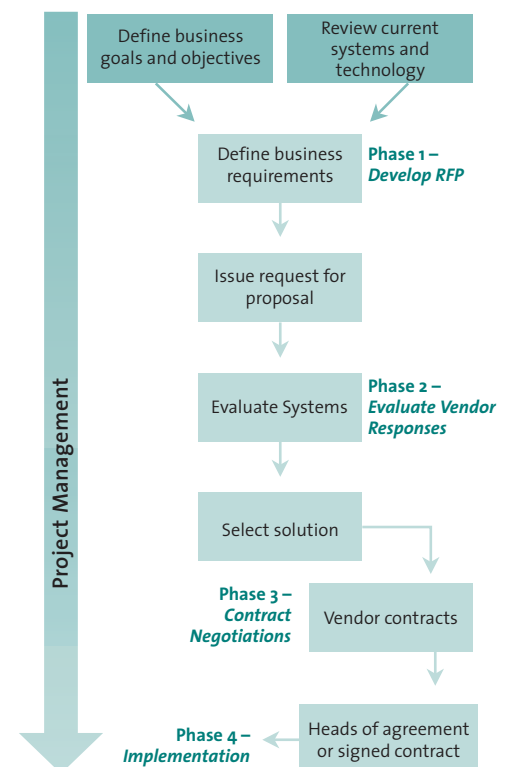 Define business
goals and objectives
Review current
systems and
technology
Define business
requirements
Phase 1 –
Develop RFP
Issue request for
proposal
Evaluate Systems
Phase 2 –
Evaluate Vendor
Responses
Select solution
Phase 3 –
Contract
Negotiations
Vendor contracts
Heads of agreement
or signed contract
Phase 4 –
Implementation
Project Management